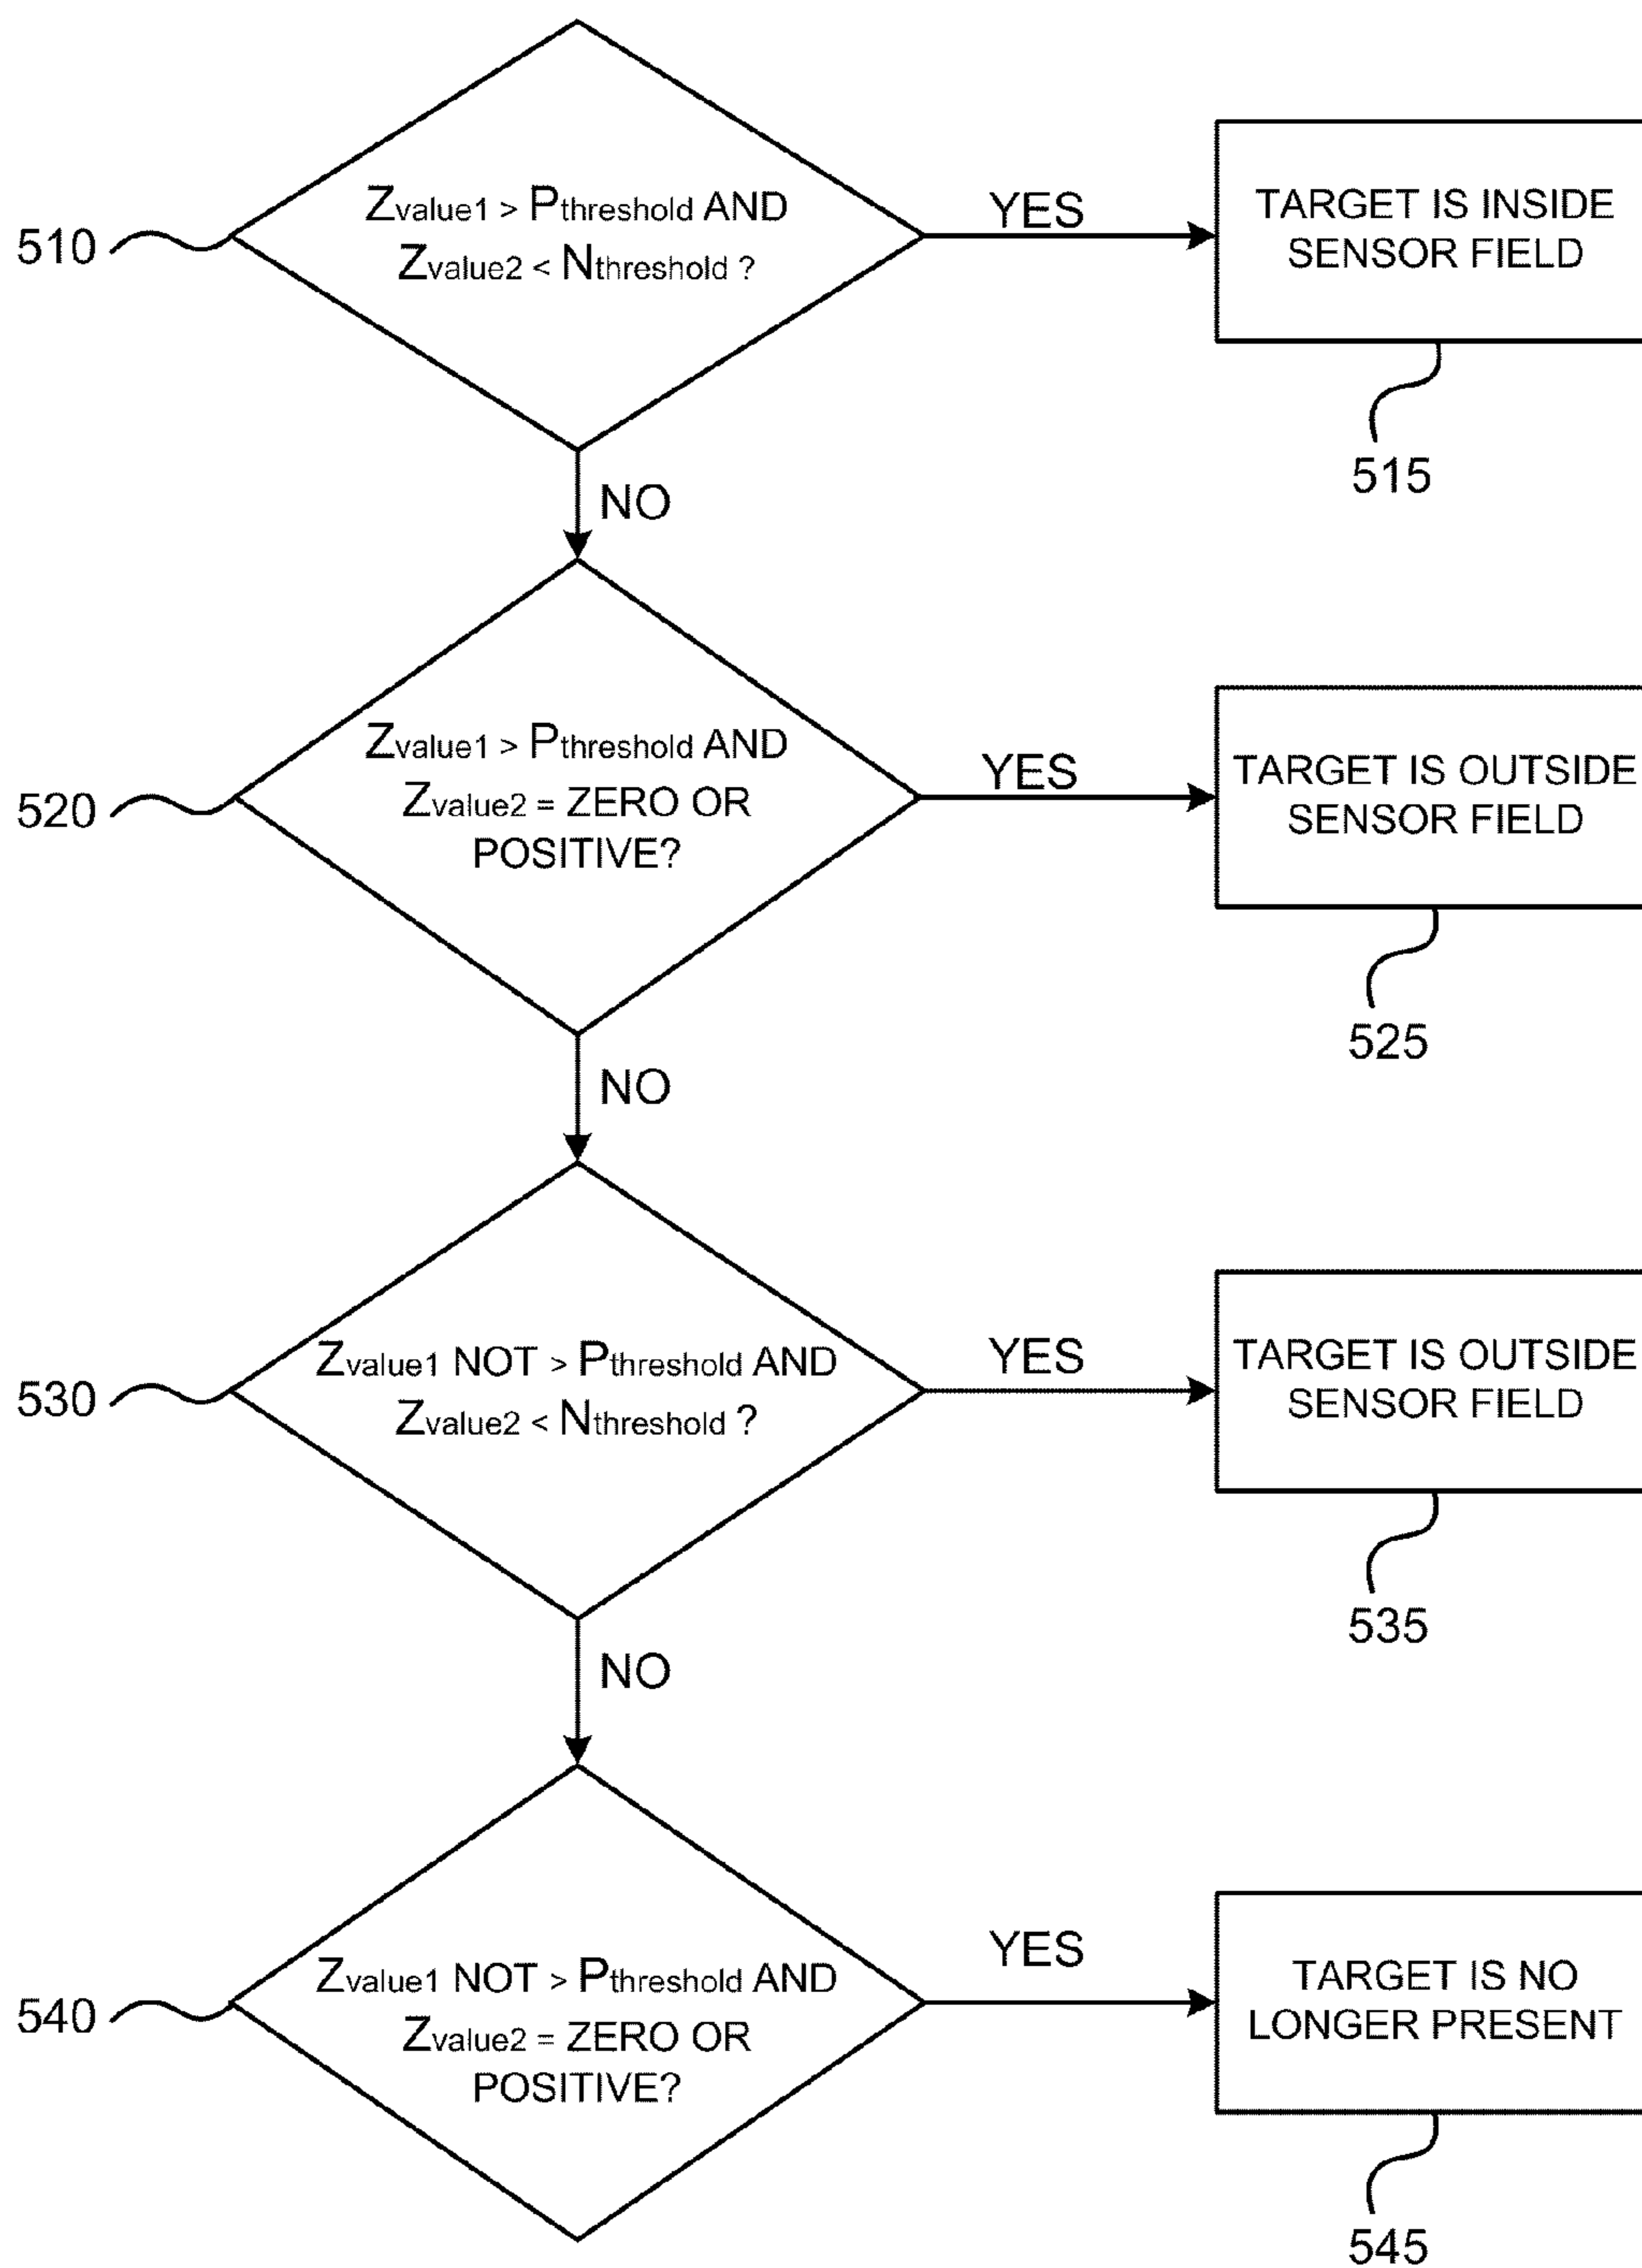 Zvalue1 > Pthreshold AND
Zvalue2 < Nthreshold ?
510
YES
TARGET IS INSIDE
SENSOR FIELD
515
NO
Zvalue1 > Pthreshold AND
Zvalue2 = ZERO OR
POSITIVE?
520
YES
TARGET IS OUTSIDE
SENSOR FIELD
525
NO
Zvalue1 NOT > Pthreshold AND
Zvalue2 < Nthreshold ?
530
YES
TARGET IS OUTSIDE
SENSOR FIELD
535
NO
Zvalue1 NOT > Pthreshold AND
Zvalue2 = ZERO OR
POSITIVE?
540
YES
TARGET IS NO
LONGER PRESENT
545